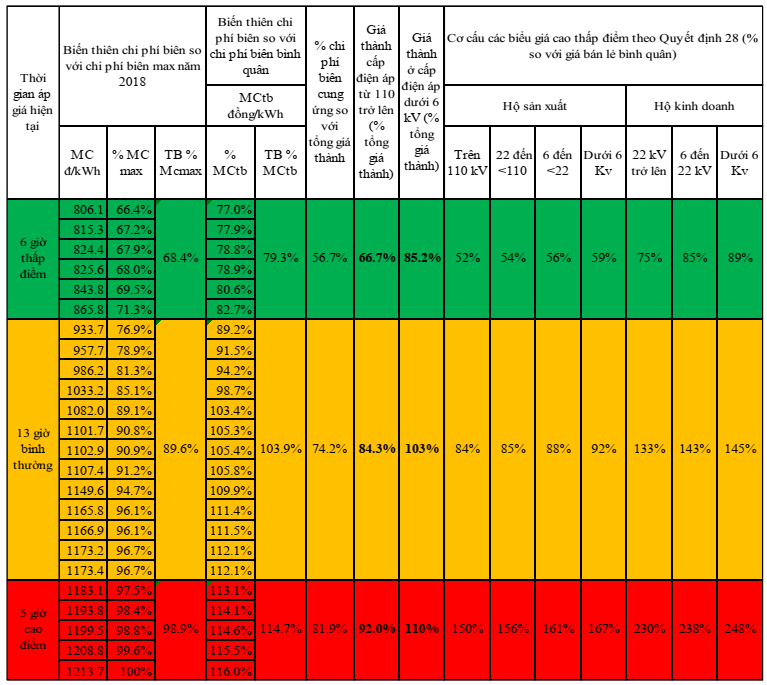 Thời
gian áp
giá hiện
tại
Biến thiên chi phí biên so
với chi phí biên max năm
2018
Biến thiên chi
phí biên so với
chi phí biên bình
quân
% chi
phí
biên
cung
ứng so
với
tổng giá
thành
Giá
thành
cấp
điện áp
từ 110
trở lên
(%
tổng
giá
thành)
Giá
thành
ở cấp
điện áp
dưới 6
kV (%
tổng
giá
thành)
Cơ cấu các biểu giá cao thấp điểm theo Quyết định 28 (%
so với giá bán lẻ bình quân)
MCtb
đồng/kWh
Hộ sản xuất
Hộ kinh doanh
MC
đ/kWh
% MC
max
TB %
Mcmax
%
MCtb
TB %
MCtb
Trên
110 kV
22 đến
<110
6 đến
<22
Dưới 6
Kv
22 kV
trở lên
6 đến
22 kV
Dưới 6
Kv
6 giờ
thấp
điểm
806.1 66.4% 77.0%
815.3 67.2% 77.9%
824.4 67.9% 78.8%
825.6 68.0% 78.9%
843.8 69.5% 80.6%
865.8 71.3% 82.7%
68.4% 79.3% 56.7% 66.7% 85.2% 52% 54% 56% 59% 75% 85% 89%
13 giờ
bình
thường
933.7 76.9% 89.2%
957.7 78.9% 91.5%
986.2 81.3% 94.2%
1033.2 85.1% 98.7%
1082.0 89.1% 103.4%
1101.7 90.8% 105.3%
1102.9 90.9% 105.4%
1107.4 91.2% 105.8%
1149.6 94.7% 109.9%
1165.8 96.1% 111.4%
1166.9 96.1% 111.5%
1173.2 96.7% 112.1%
1173.4 96.7% 112.1%
89.6% 103.9% 74.2% 84.3% 103% 84% 85% 88% 92% 133% 143% 145%
5 giờ
cao
điểm
1183.1 97.5% 113.1%
1193.8 98.4% 114.1%
1199.5 98.8% 114.6%
1208.8 99.6% 115.5%
1213.7 100% 116.0%
98.9% 114.7% 81.9% 92.0% 110% 150% 156% 161% 167% 230% 238% 248%